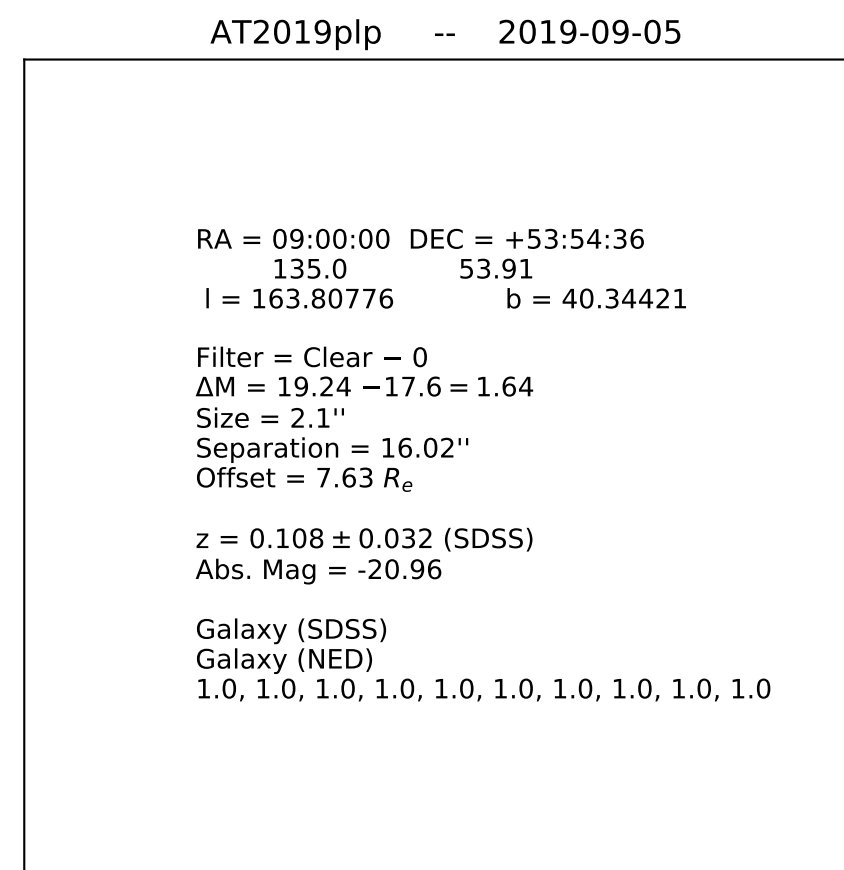 AT2019plp -- 2019-09-05
RA = 09:00:00 DEC = +53:54:36
135.0 53.91
l = 163.80776 b = 40.34421
Filter = Clear − 0
ΔM = 19.24 −17.6 = 1.64
Size = 2.1''
Separation = 16.02''
Offset = 7.63 Rₑ
z = 0.108 ± 0.032 (SDSS)
Abs. Mag = -20.96
Galaxy (SDSS)
Galaxy (NED)
1.0, 1.0, 1.0, 1.0, 1.0, 1.0, 1.0, 1.0, 1.0, 1.0